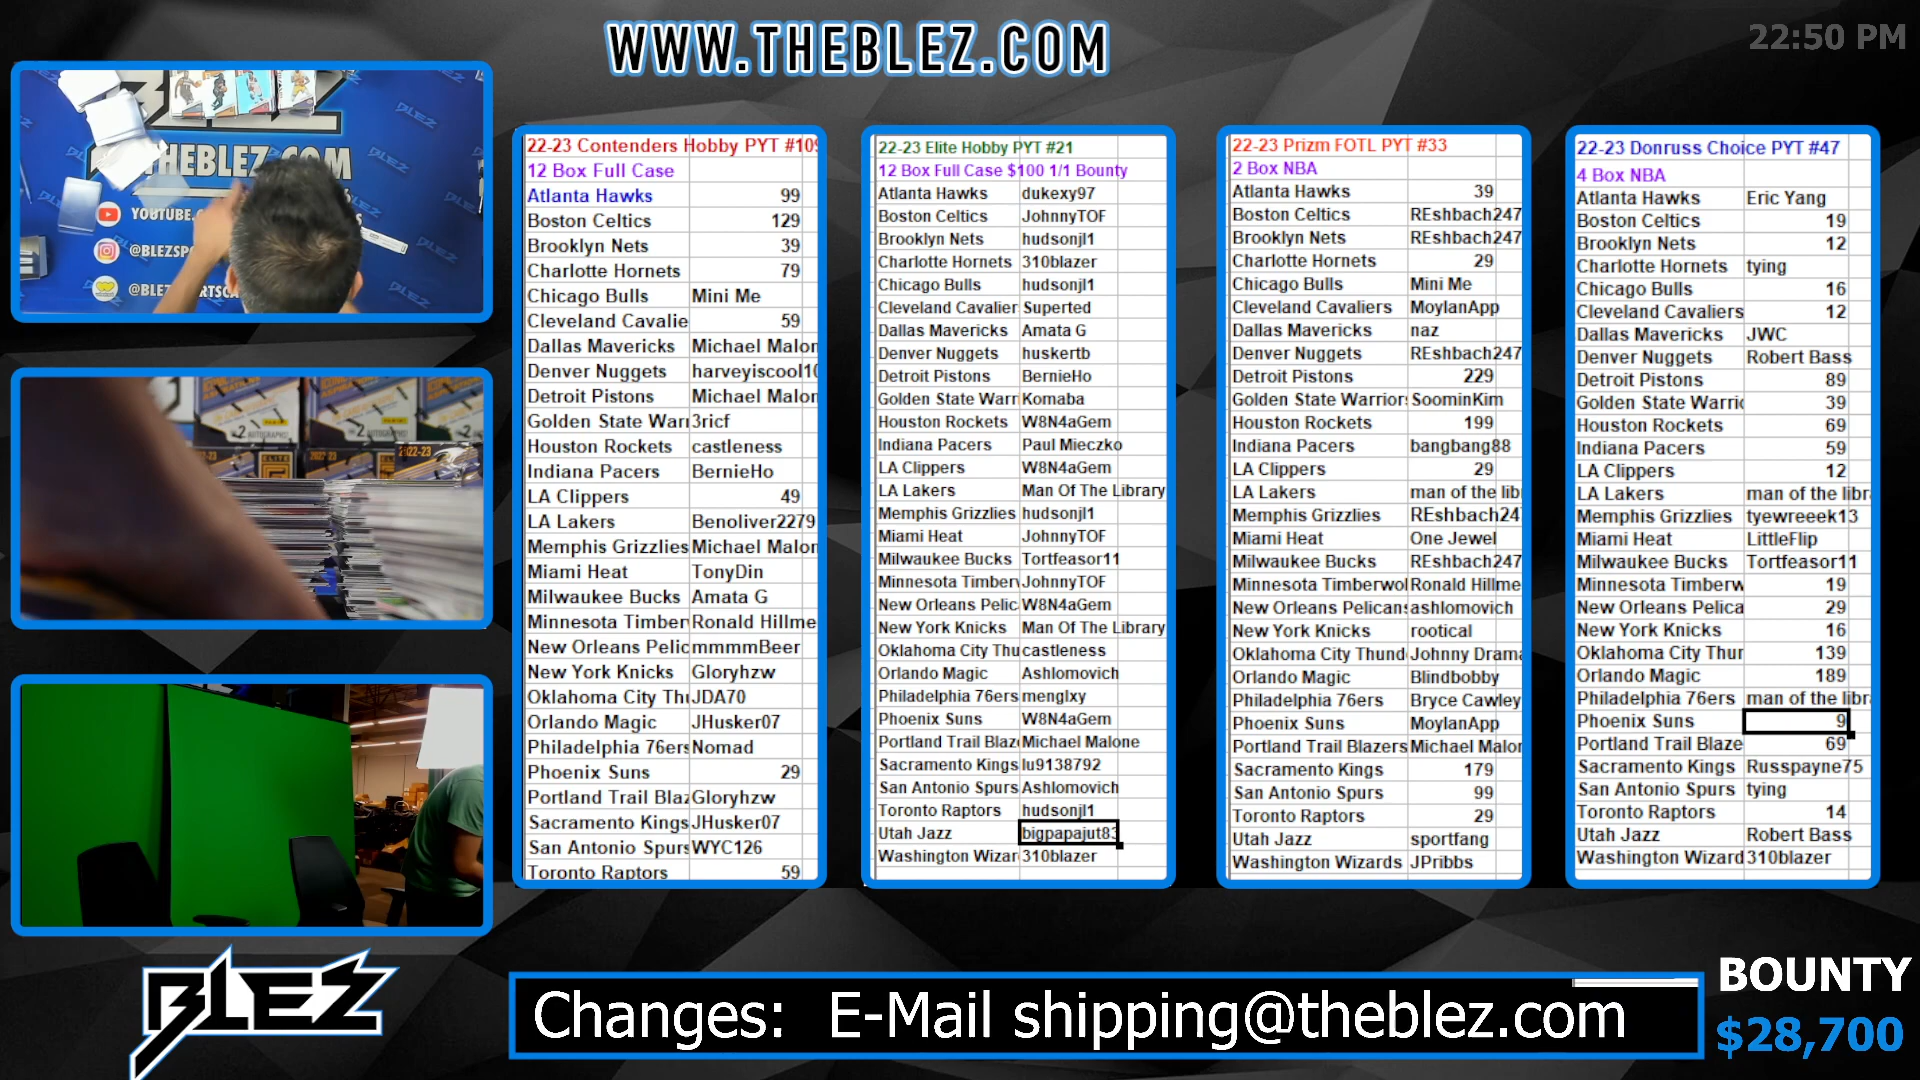 WWW.THEBLEZ.COM
22:50 PM
THEBLEZ.COM
YOUTUBE.
@BLEZSP
22-23 Contenders Hobby PYT #109
12 Box Full Case
Atlanta Hawks 99
Boston Celtics 129
Brooklyn Nets 39
Charlotte Hornets 79
Chicago Bulls Mini Me
Cleveland Cavalie 59
Dallas Mavericks Michael Malon
Denver Nuggets harveyiscool10
Detroit Pistons Michael Malon
Golden State Warr 3ricf
Houston Rockets castleness
Indiana Pacers BernieHo
LA Clippers 49
LA Lakers Benoliver2279
Memphis Grizzlies Michael Malon
Miami Heat TonyDin
Milwaukee Bucks Amata G
Minnesota Timber Ronald Hillme
New Orleans Pelic mmmmBeer
New York Knicks Gloryhzw
Oklahoma City Thu JDA70
Orlando Magic JHusker07
Philadelphia 76ers Nomad
Phoenix Suns 29
Portland Trail Blaz Gloryhzw
Sacramento Kings JHusker07
San Antonio Spurs WYC126
Toronto Raptors 59
22-23 Elite Hobby PYT #21
12 Box Full Case $100 1/1 Bounty
Atlanta Hawks dukexy97
Boston Celtics JohnnyTOF
Brooklyn Nets hudsonjl1
Charlotte Hornets 310blazer
Chicago Bulls hudsonjl1
Cleveland Cavalier Superted
Dallas Mavericks Amata G
Denver Nuggets huskertb
Detroit Pistons BernieHo
Golden State Warri Komaba
Houston Rockets W8N4aGem
Indiana Pacers Paul Mieczko
LA Clippers W8N4aGem
LA Lakers Man Of The Library
Memphis Grizzlies hudsonjl1
Miami Heat JohnnyTOF
Milwaukee Bucks Tortfeasor11
Minnesota Timberv JohnnyTOF
New Orleans Pelic W8N4aGem
New York Knicks Man Of The Library
Oklahoma City Thu castleness
Orlando Magic Ashlomovich
Philadelphia 76ers menglxy
Phoenix Suns W8N4aGem
Portland Trail Blaz Michael Malone
Sacramento Kings lu9138792
San Antonio Spurs Ashlomovich
Toronto Raptors hudsonjl1
Utah Jazz bigpapajut83
Washington Wizar 310blazer
22-23 Prizm FOTL PYT #33
2 Box NBA
Atlanta Hawks 39
Boston Celtics REshbach247
Brooklyn Nets REshbach247
Charlotte Hornets 29
Chicago Bulls Mini Me
Cleveland Cavaliers MoylanApp
Dallas Mavericks naz
Denver Nuggets REshbach247
Detroit Pistons 229
Golden State Warriors SoominKim
Houston Rockets 199
Indiana Pacers bangbang88
LA Clippers 29
LA Lakers man of the lib
Memphis Grizzlies REshbach247
Miami Heat One Jewel
Milwaukee Bucks REshbach247
Minnesota Timberwol Ronald Hillme
New Orleans Pelicans ashlomovich
New York Knicks rootical
Oklahoma City Thund Johnny Drama
Orlando Magic Blindbobby
Philadelphia 76ers Bryce Cawley
Phoenix Suns MoylanApp
Portland Trail Blazers Michael Malon
Sacramento Kings 179
San Antonio Spurs 99
Toronto Raptors 29
Utah Jazz sportfang
Washington Wizards JPribbs
22-23 Donruss Choice PYT #47
4 Box NBA
Atlanta Hawks Eric Yang
Boston Celtics 19
Brooklyn Nets 12
Charlotte Hornets tying
Chicago Bulls 16
Cleveland Cavaliers 12
Dallas Mavericks JWC
Denver Nuggets Robert Bass
Detroit Pistons 89
Golden State Warric 39
Houston Rockets 69
Indiana Pacers 59
LA Clippers 12
LA Lakers man of the libr
Memphis Grizzlies tyewreeek13
Miami Heat LittleFlip
Milwaukee Bucks Tortfeasor11
Minnesota Timberw 19
New Orleans Pelica 29
New York Knicks 16
Oklahoma City Thur 139
Orlando Magic 189
Philadelphia 76ers man of the libr
Phoenix Suns 9
Portland Trail Blaze 69
Sacramento Kings Russpayne75
San Antonio Spurs tying
Toronto Raptors 14
Utah Jazz Robert Bass
Washington Wizard 310blazer
BLEZ
Changes: E-Mail shipping@theblez.com
BOUNTY
$28,700